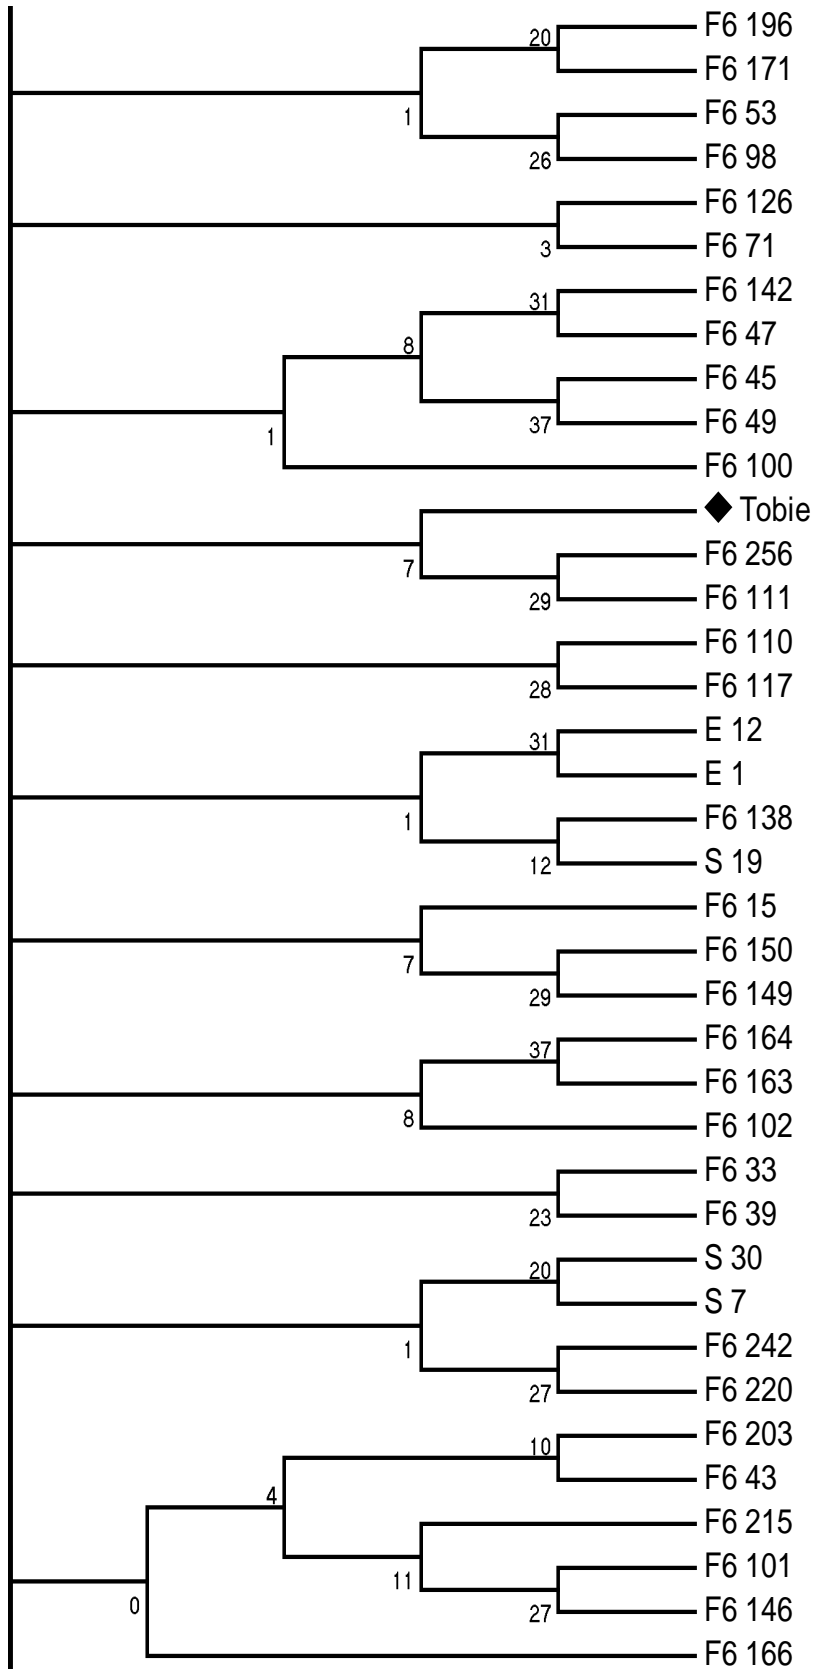 F6 196
20
F6 171
F6 53
1
F6 98
26
F6 126
F6 71
3
F6 142
31
F6 47
8
F6 45
F6 49
37
1
F6 100
Tobie
F6 256
7
F6 111
29
F6 110
F6 117
28
E 12
31
E 1
F6 138
1
S 19
12
F6 15
F6 150
7
F6 149
29
F6 164
37
F6 163
F6 102
8
F6 33
F6 39
23
S 30
20
S 7
F6 242
1
F6 220
27
F6 203
10
F6 43
4
F6 215
F6 101
11
F6 146
27
0
F6 166